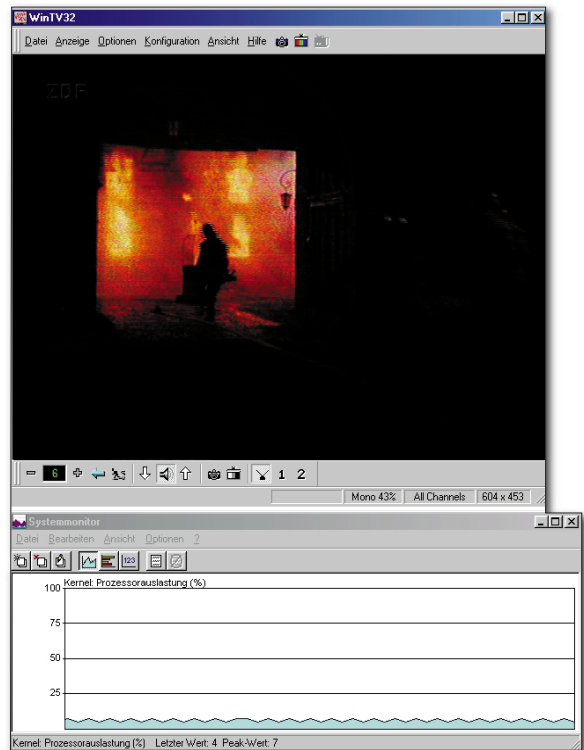 WinTV32
Datei Anzeige Optionen Konfiguration Ansicht Hilfe
ZDF
6 1 2
Mono 43% All Channels 604 x 453
Systemmonitor
Datei Bearbeiten Ansicht Optionen ?
123
Kernel: Prozessorauslastung (%)
100
75
50
25
Kernel: Prozessorauslastung (%) Letzter Wert: 4 Peak-Wert: 7